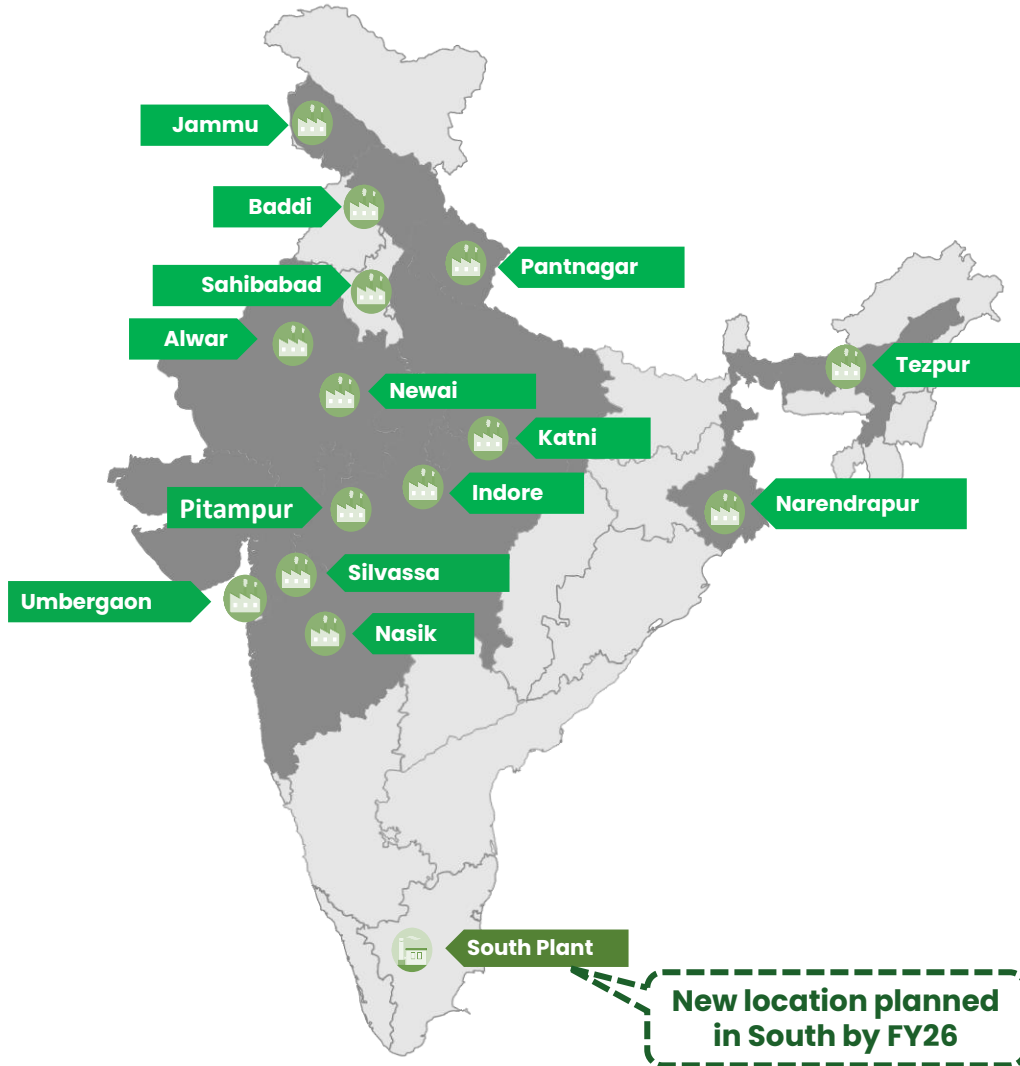 Jammu
Baddi
Pantnagar
Sahibabad
Alwar
Tezpur
Newai
Katni
Indore
Pitampur
Narendrapur
Silvassa
Umbergaon
Nasik
South Plant
New location planned
in South by FY26